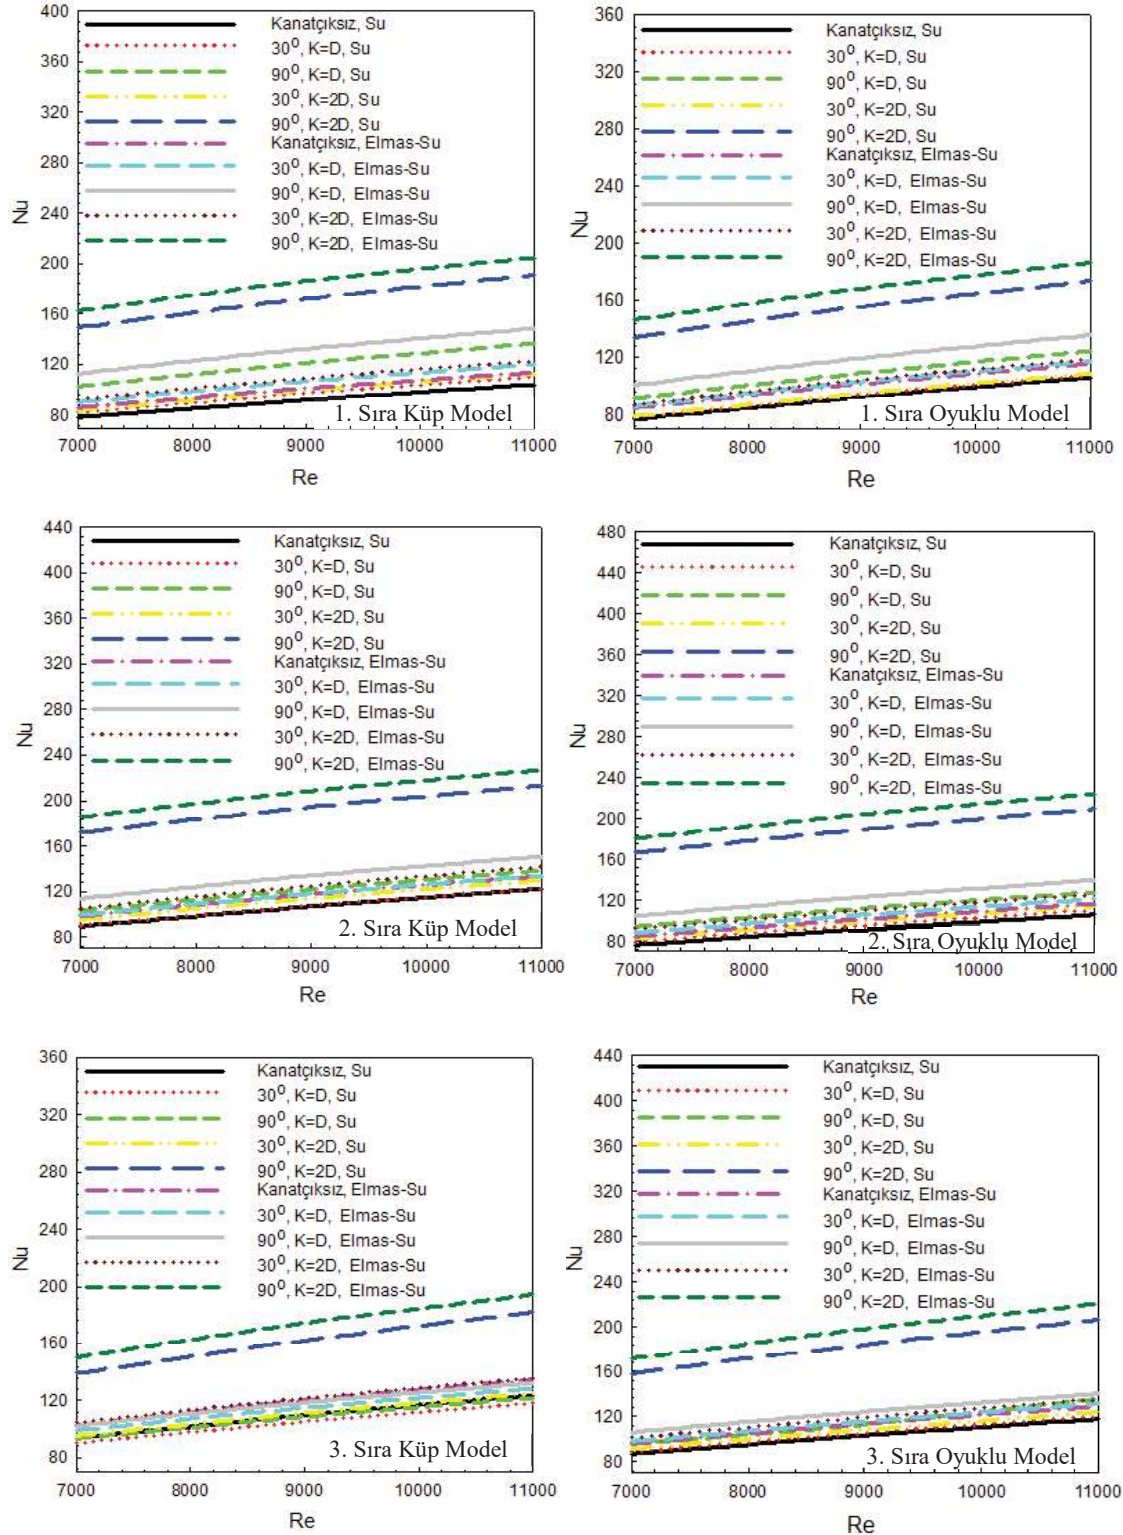 400
360
320
280
240
200
160
120
80
Nu
Kanatçıksız, Su
30⁰, K=D, Su
90⁰, K=D, Su
30⁰, K=2D, Su
90⁰, K=2D, Su
Kanatçıksız, Elmas-Su
30⁰, K=D, Elmas-Su
90⁰, K=D, Elmas-Su
30⁰, K=2D, Elmas-Su
90⁰, K=2D, Elmas-Su
1. Sıra Küp Model
7000 8000 9000 10000 11000
Re
360
320
280
240
200
160
120
80
Nu
Kanatçıksız, Su
30⁰, K=D, Su
90⁰, K=D, Su
30⁰, K=2D, Su
90⁰, K=2D, Su
Kanatçıksız, Elmas-Su
30⁰, K=D, Elmas-Su
90⁰, K=D, Elmas-Su
30⁰, K=2D, Elmas-Su
90⁰, K=2D, Elmas-Su
1. Sıra Oyuklu Model
7000 8000 9000 10000 11000
Re
440
400
360
320
280
240
200
160
120
80
Nu
Kanatçıksız, Su
30⁰, K=D, Su
90⁰, K=D, Su
30⁰, K=2D, Su
90⁰, K=2D, Su
Kanatçıksız, Elmas-Su
30⁰, K=D, Elmas-Su
90⁰, K=D, Elmas-Su
30⁰, K=2D, Elmas-Su
90⁰, K=2D, Elmas-Su
2. Sıra Küp Model
7000 8000 9000 10000 11000
Re
480
440
400
360
320
280
240
200
160
120
80
Nu
Kanatçıksız, Su
30⁰, K=D, Su
90⁰, K=D, Su
30⁰, K=2D, Su
90⁰, K=2D, Su
Kanatçıksız, Elmas-Su
30⁰, K=D, Elmas-Su
90⁰, K=D, Elmas-Su
30⁰, K=2D, Elmas-Su
90⁰, K=2D, Elmas-Su
2. Sıra Oyuklu Model
7000 8000 9000 10000 11000
Re
360
320
280
240
200
160
120
80
Nu
Kanatçıksız, Su
30⁰, K=D, Su
90⁰, K=D, Su
30⁰, K=2D, Su
90⁰, K=2D, Su
Kanatçıksız, Elmas-Su
30⁰, K=D, Elmas-Su
90⁰, K=D, Elmas-Su
30⁰, K=2D, Elmas-Su
90⁰, K=2D, Elmas-Su
3. Sıra Küp Model
7000 8000 9000 10000 11000
Re
440
400
360
320
280
240
200
160
120
80
Nu
Kanatçıksız, Su
30⁰, K=D, Su
90⁰, K=D, Su
30⁰, K=2D, Su
90⁰, K=2D, Su
Kanatçıksız, Elmas-Su
30⁰, K=D, Elmas-Su
90⁰, K=D, Elmas-Su
30⁰, K=2D, Elmas-Su
90⁰, K=2D, Elmas-Su
3. Sıra Oyuklu Model
7000 8000 9000 10000 11000
Re